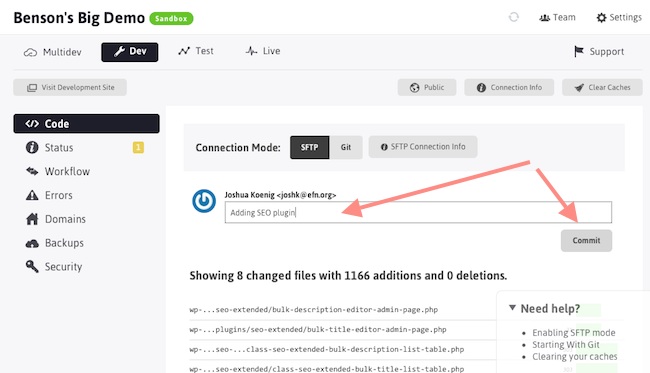 Benson's Big Demo Sandbox Team Settings
Multidev Dev Test Live Support
Visit Development Site Public Connection Info Clear Caches
Code
Status 1
Workflow
Errors
Domains
Backups
Security
Connection Mode: SFTP Git SFTP Connection Info
Joshua Koenig <joshk@efn.org>
Adding SEO plugin
Commit
Showing 8 changed files with 1166 additions and 0 deletions.
wp-...seo-extended/bulk-description-editor-admin-page.php
wp-...plugins/seo-extended/bulk-title-editor-admin-page.php
wp-...seo-...class-seo-extended-bulk-description-list-table.php
wp-...seo-extended/class-seo-extended-bulk-title-list-table.php
Need help?
Enabling SFTP mode
Starting With Git
Clearing your caches